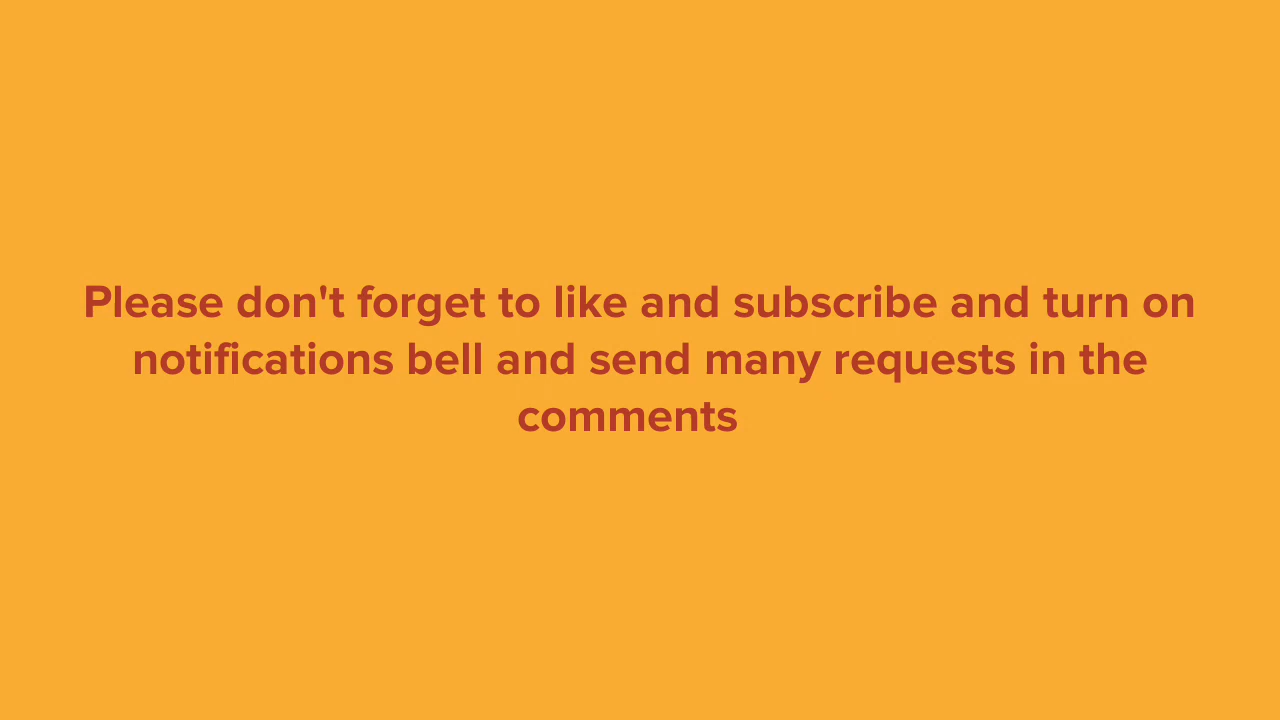 Please don't forget to like and subscribe and turn on
notifications bell and send many requests in the
comments